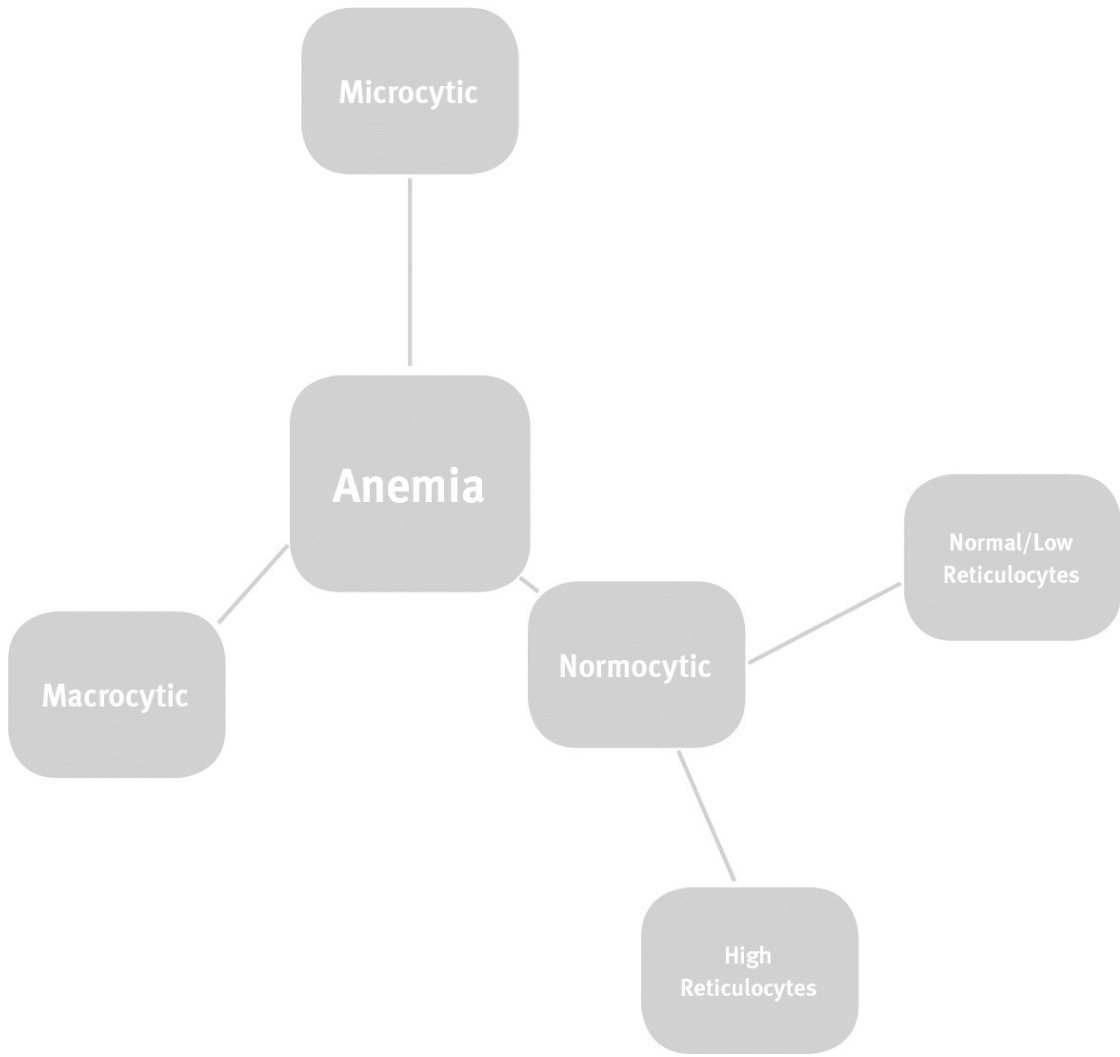 Microcytic
Anemia
Normal/Low
Reticulocytes
Normocytic
Macrocytic
High
Reticulocytes